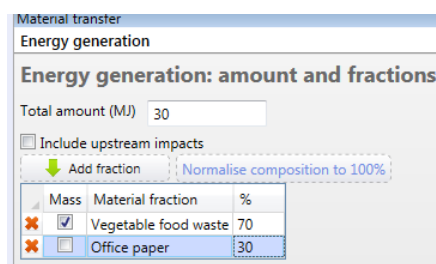 Material transfer
Energy generation
Energy generation: amount and fractions
Total amount (MJ) 30
Include upstream impacts
Add fraction Normalise composition to 100%
Mass Material fraction %
Vegetable food waste 70
Office paper 30